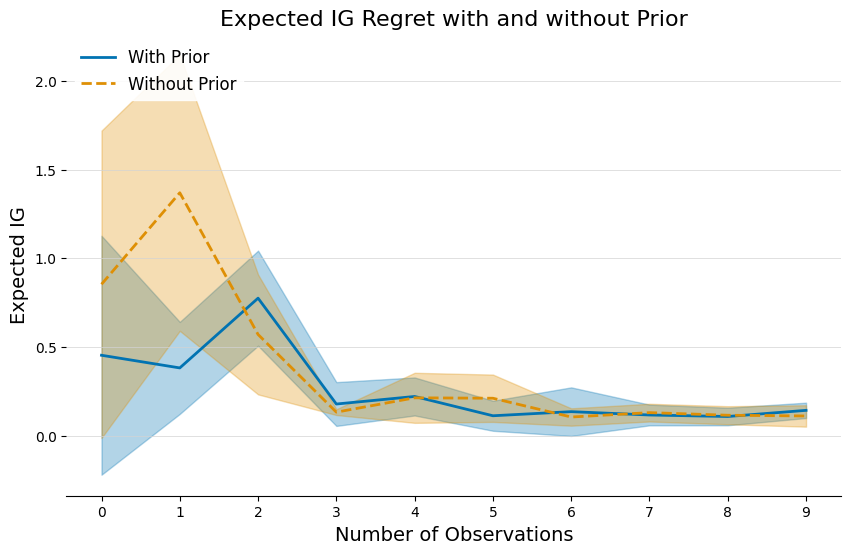 Expected IG Regret with and without Prior
With Prior
Without Prior
2.0
1.5
1.0
0.5
0.0
Expected IG
0 1 2 3 4 5 6 7 8 9
Number of Observations